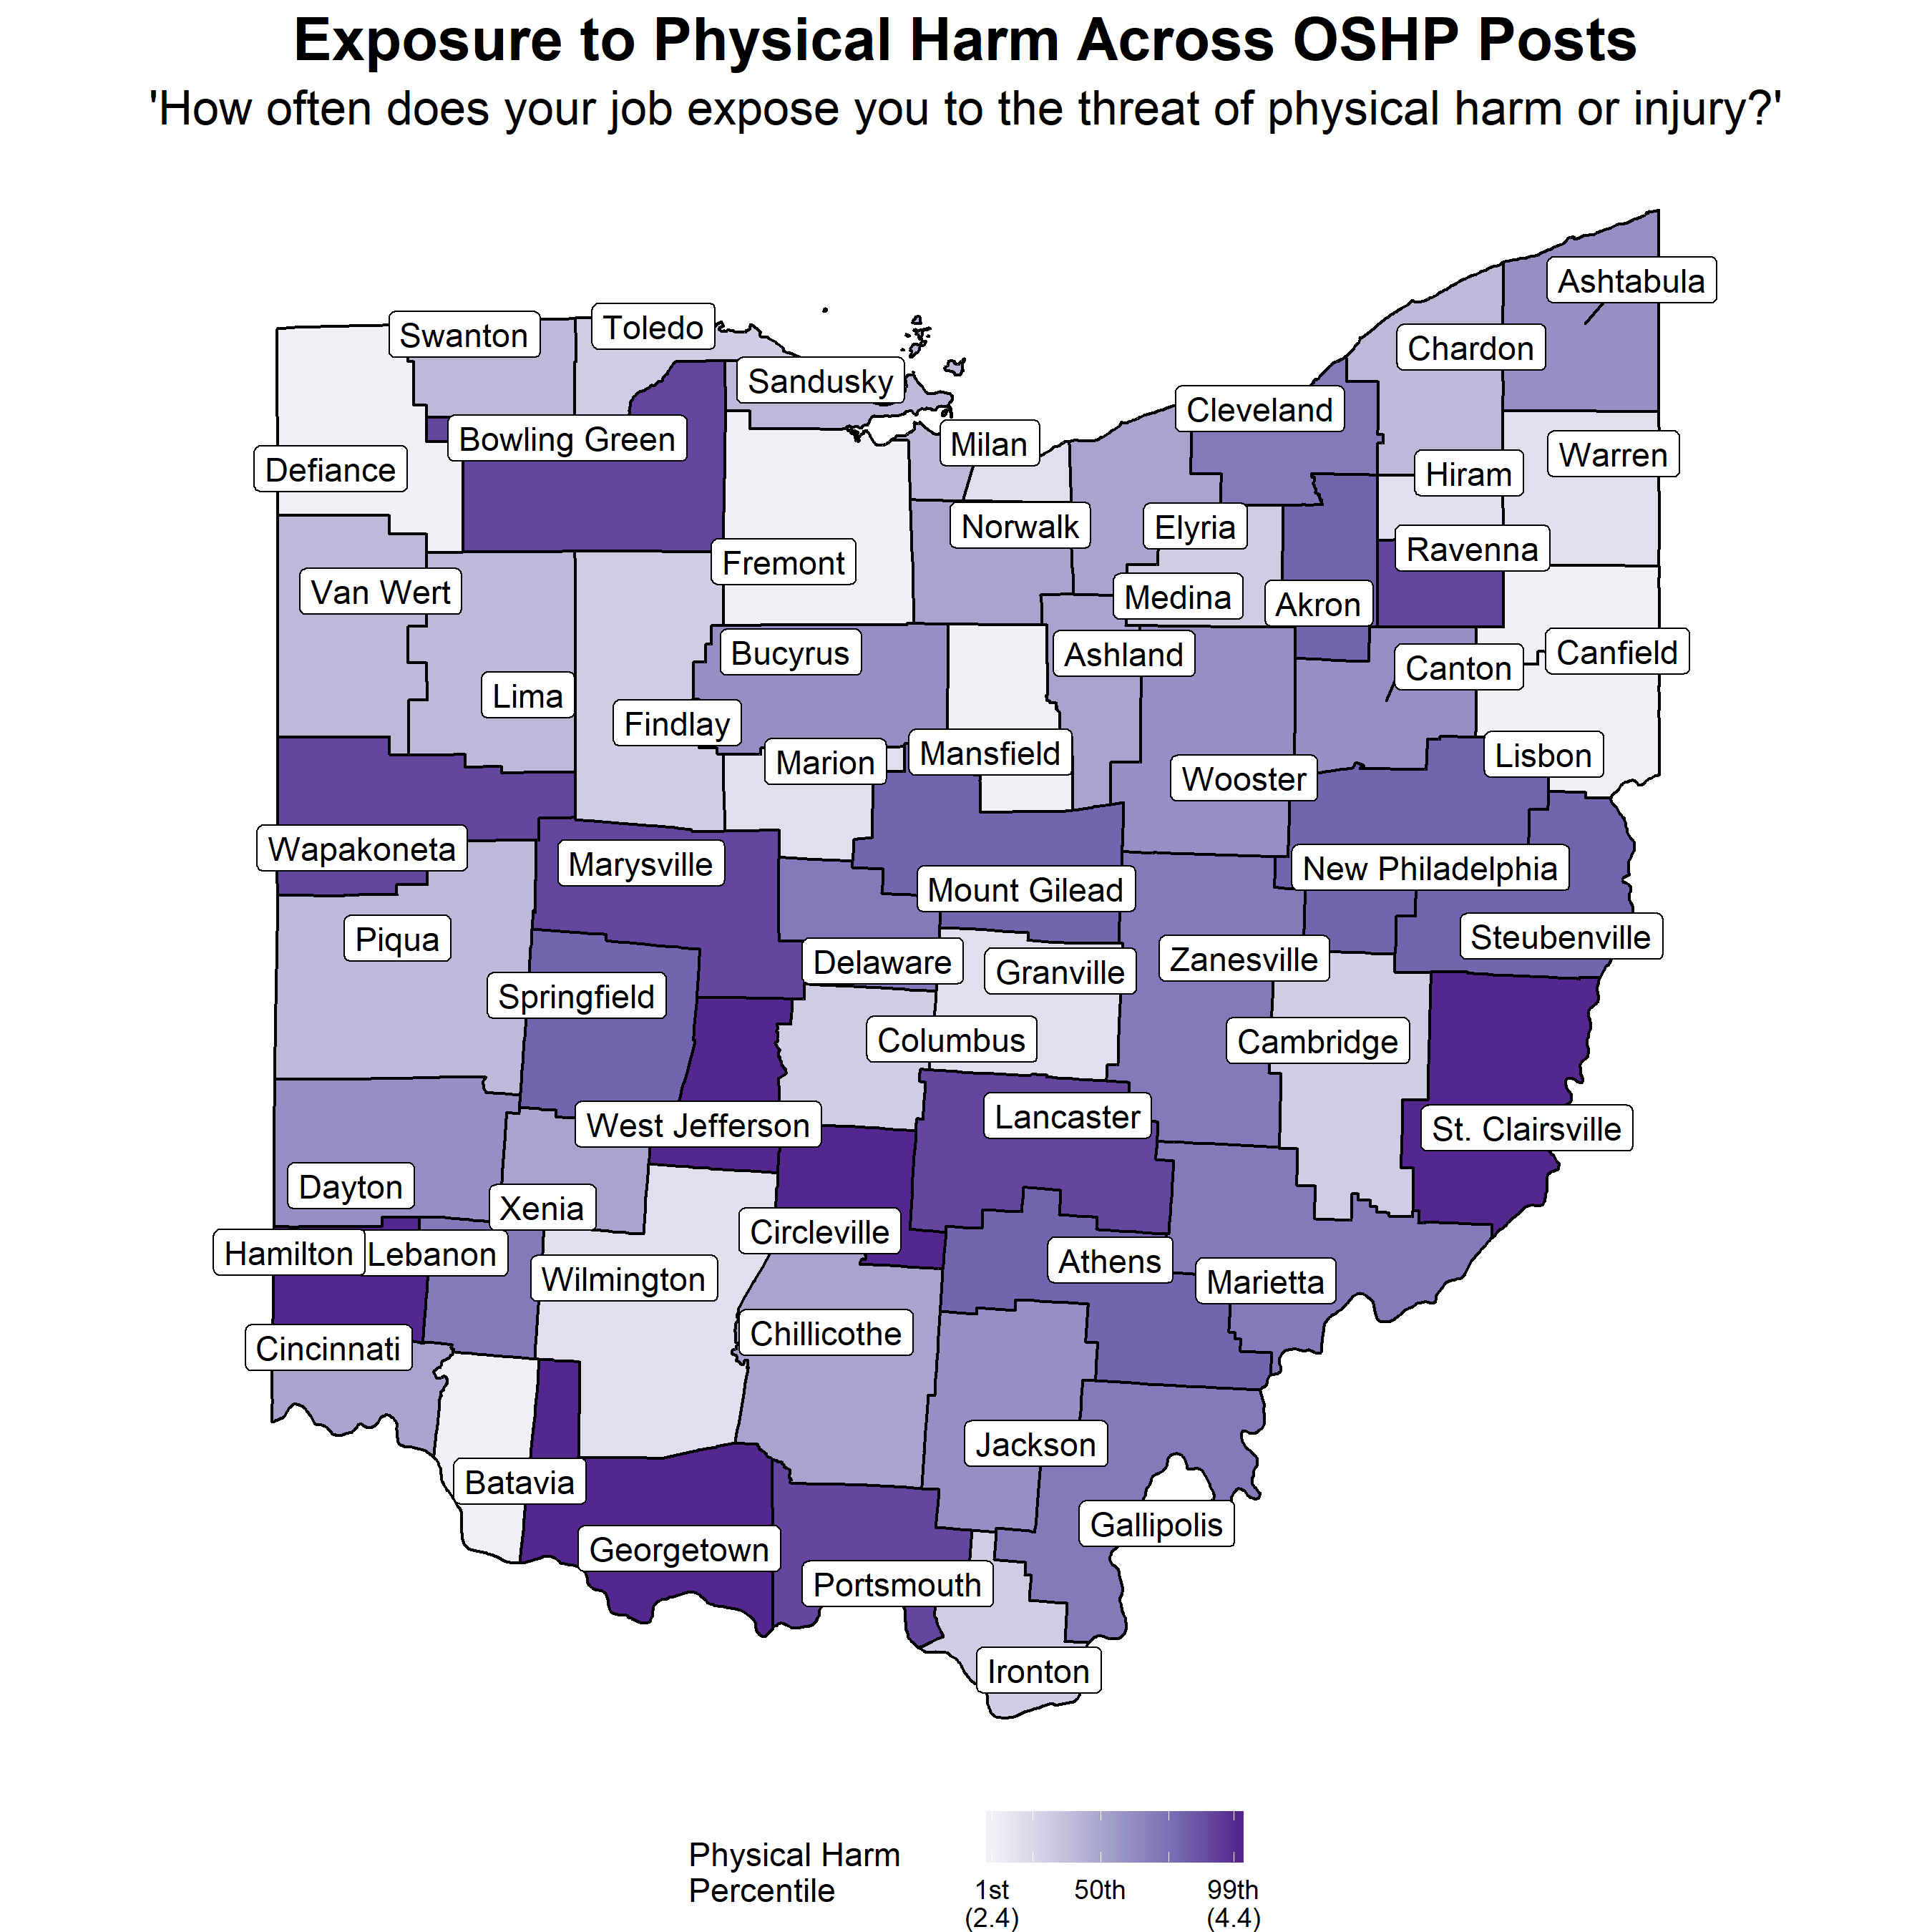 Exposure to Physical Harm Across OSHP Posts
'How often does your job expose you to the threat of physical harm or injury?'
Ashtabula
Swanton
Toledo
Chardon
Sandusky
Cleveland
Bowling Green
Milan
Warren
Defiance
Hiram
Norwalk
Elyria
Ravenna
Fremont
Van Wert
Medina
Akron
Bucyrus
Ashland
Canfield
Canton
Lima
Findlay
Marion
Mansfield
Lisbon
Wooster
Wapakoneta
Marysville
New Philadelphia
Mount Gilead
Piqua
Steubenville
Delaware
Granville
Zanesville
Springfield
Columbus
Cambridge
Lancaster
West Jefferson
St. Clairsville
Dayton
Xenia
Circleville
Hamilton
Lebanon
Athens
Wilmington
Marietta
Chillicothe
Cincinnati
Jackson
Batavia
Gallipolis
Georgetown
Portsmouth
Ironton
Physical Harm
Percentile
1st 50th 99th
(2.4) (4.4)